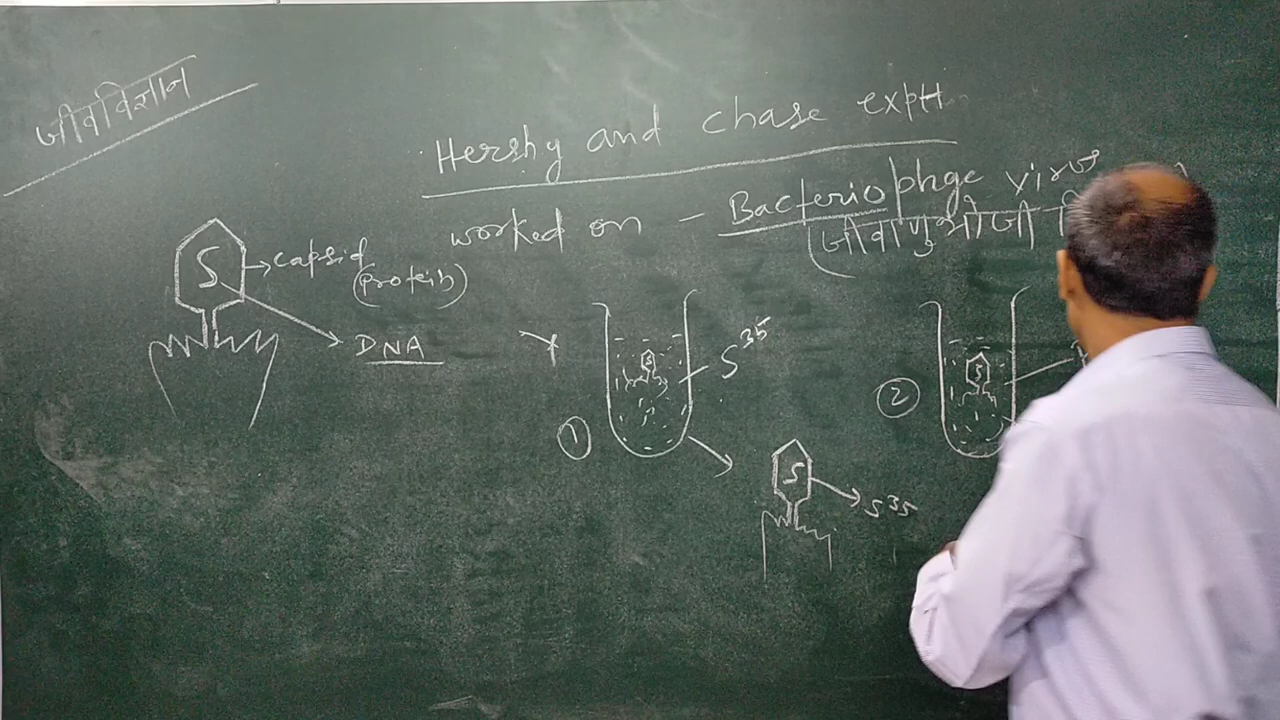 जीवविज्ञान
Hershy and chase expt
worked on - Bacteriophge virus
(जीवाणुभोजी
capsid
(protein)
DNA
S³⁵
①
②
S³⁵